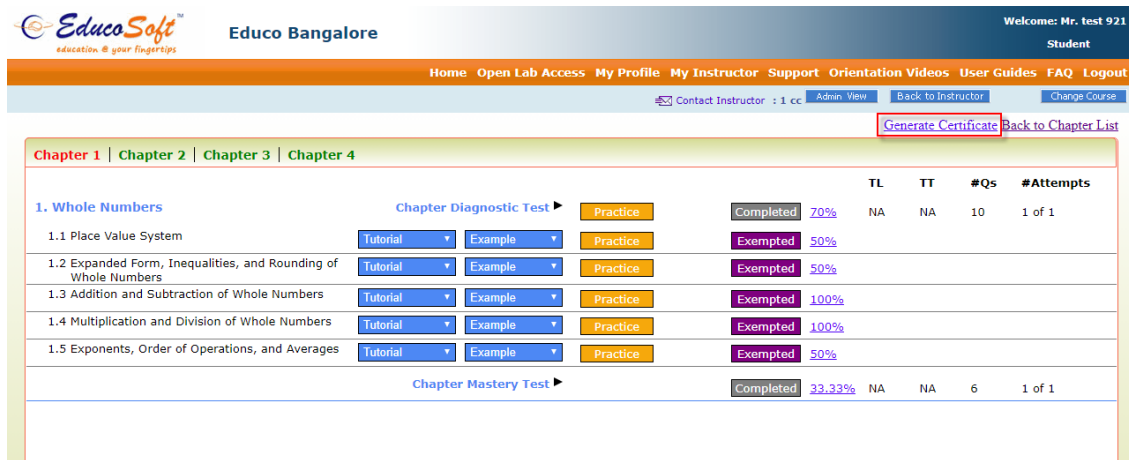 EducoSoft™
education @ your fingertips
Educo Bangalore
Welcome: Mr. test 921
Student
Home Open Lab Access My Profile My Instructor Support Orientation Videos User Guides FAQ Logout
Contact Instructor : 1 cc Admin View Back to Instructor Change Course
Generate Certificate Back to Chapter List
Chapter 1 | Chapter 2 | Chapter 3 | Chapter 4
TL TT #Qs #Attempts
1. Whole Numbers Chapter Diagnostic Test Practice Completed 70% NA NA 10 1 of 1
1.1 Place Value System Tutorial Example Practice Exempted 50%
1.2 Expanded Form, Inequalities, and Rounding of Tutorial Example Practice Exempted 50%
Whole Numbers
1.3 Addition and Subtraction of Whole Numbers Tutorial Example Practice Exempted 100%
1.4 Multiplication and Division of Whole Numbers Tutorial Example Practice Exempted 100%
1.5 Exponents, Order of Operations, and Averages Tutorial Example Practice Exempted 50%
Chapter Mastery Test Completed 33.33% NA NA 6 1 of 1